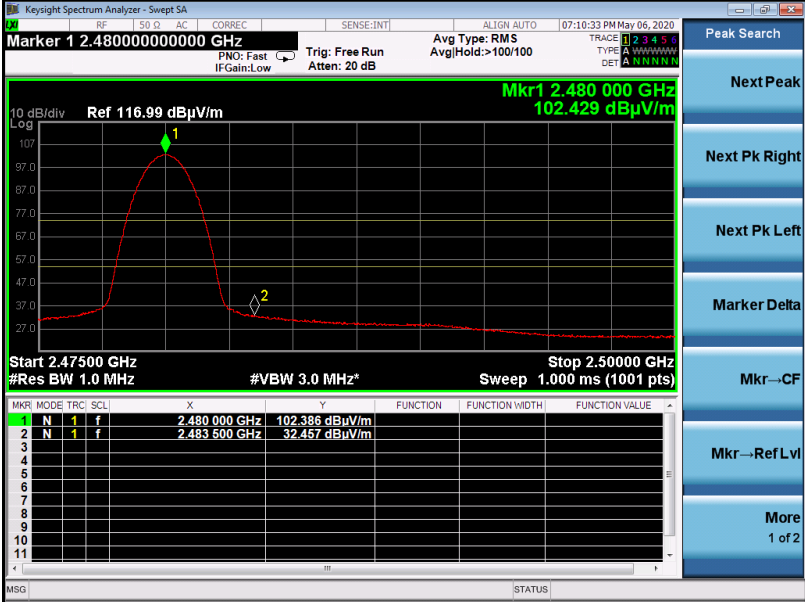 Keysight Spectrum Analyzer - Swept SA
LXI RF 50 Ω AC CORREC SENSE:INT ALIGN AUTO 07:10:33 PM May 06, 2020
Marker 1 2.480000000000 GHz
PNO: Fast
IFGain:Low
Trig: Free Run
Atten: 20 dB
Avg Type: RMS
Avg|Hold:>100/100
TRACE 1 2 3 4 5 6
TYPE A WWWWW
DET A N N N N N
Peak Search
Next Peak
Next Pk Right
Next Pk Left
Marker Delta
Mkr→CF
Mkr→Ref Lvl
More
1 of 2
Mkr1 2.480 000 GHz
102.429 dBµV/m
10 dB/div Ref 116.99 dBµV/m
Log
107
97.0
87.0
77.0
67.0
57.0
47.0
37.0
27.0
1
2
Start 2.47500 GHz Stop 2.50000 GHz
#Res BW 1.0 MHz #VBW 3.0 MHz* Sweep 1.000 ms (1001 pts)
MKR MODE TRC SCL X Y FUNCTION FUNCTION WIDTH FUNCTION VALUE
1 N 1 f 2.480 000 GHz 102.386 dBµV/m
2 N 1 f 2.483 500 GHz 32.457 dBµV/m
3
4
5
6
7
8
9
10
11
MSG STATUS